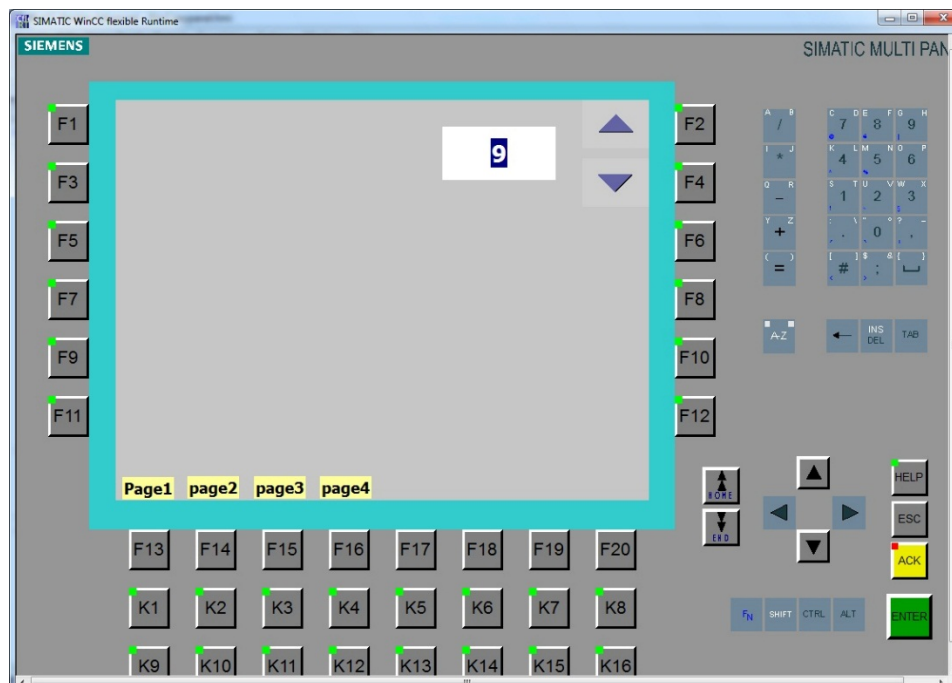 SIMATIC WinCC flexible Runtime
SIEMENS
SIMATIC MULTI PAN
F1
F2
9
F3
F4
F5
F6
F7
F8
F9
F10
F11
F12
Page1 page2 page3 page4
F13 F14 F15 F16 F17 F18 F19 F20
K1 K2 K3 K4 K5 K6 K7 K8
K9 K10 K11 K12 K13 K14 K15 K16
A B / C D 7 E F 8 G H 9
I J * K L 4 M N 5 O P 6
Q R - S T 1 U V 2 W X 3
Y Z + : \ . " ° 0 ? - ,
( ) = [ ] # $ & ; { }
A-Z ← INS DEL TAB
HOME
END
HELP
ESC
ACK
FN SHIFT CTRL ALT ENTER